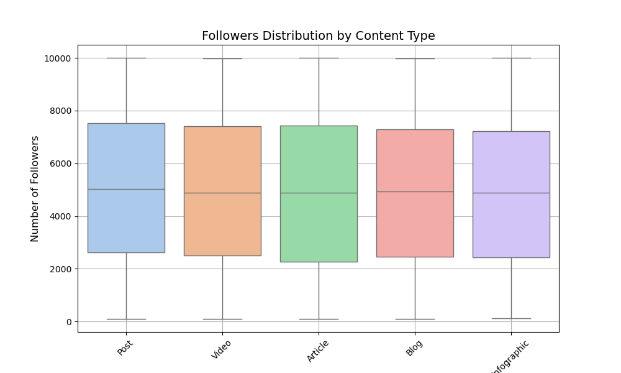 Followers Distribution by Content Type
Number of Followers
10000
8000
6000
4000
2000
0
Post
Video
Article
Blog
nfographic